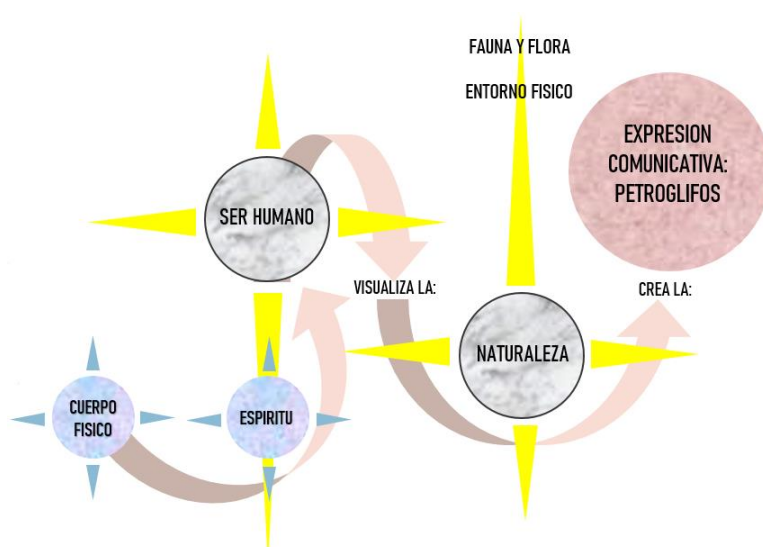 FAUNA Y FLORA
ENTORNO FISICO
EXPRESION
COMUNICATIVA:
PETROGLIFOS
SER HUMANO
VISUALIZA LA:
CREA LA:
NATURALEZA
CUERPO
FISICO
ESPIRITU